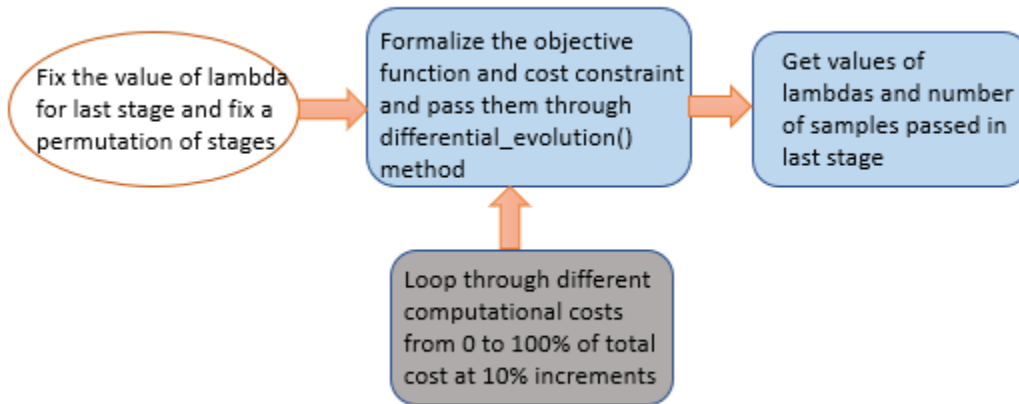 Fix the value of lambda
for last stage and fix a
permutation of stages
Formalize the objective
function and cost constraint
and pass them through
differential_evolution()
method
Get values of
lambdas and number
of samples passed in
last stage
Loop through different
computational costs
from 0 to 100% of total
cost at 10% increments